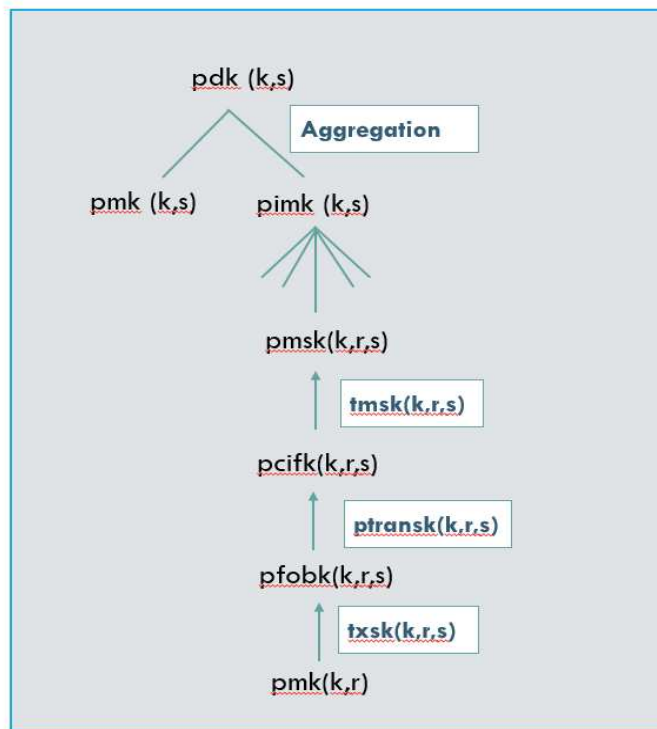 pdk (k,s)
Aggregation
pmk (k,s) pimk (k,s)
pmsk(k,r,s)
tmsk(k,r,s)
pcifk(k,r,s)
ptransk(k,r,s)
pfobk(k,r,s)
txsk(k,r,s)
pmk(k,r)